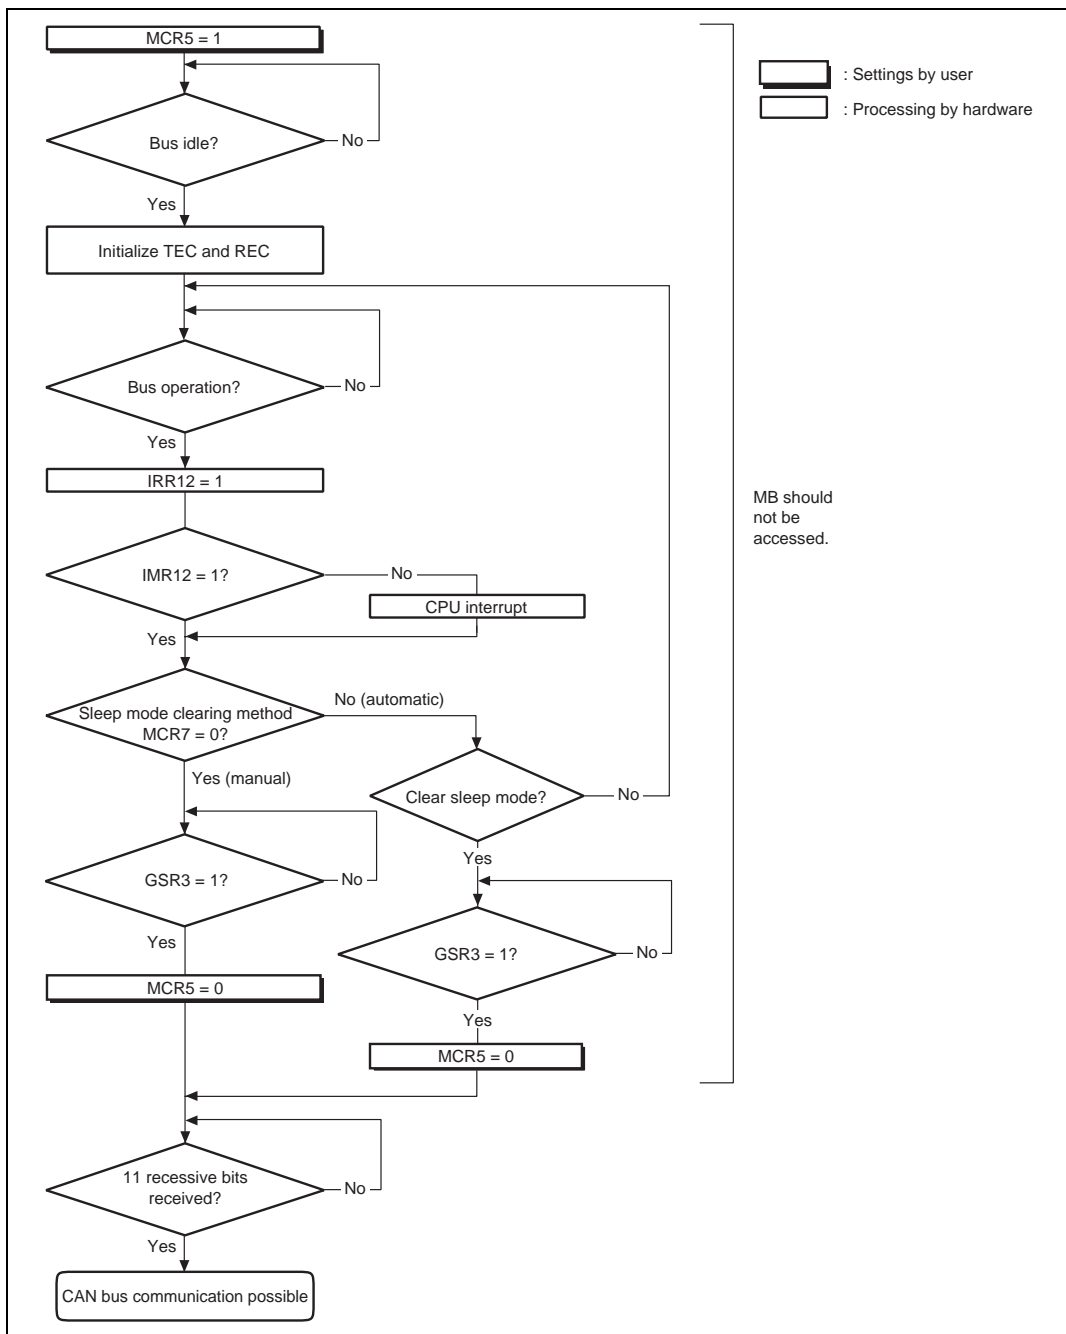 MCR5 = 1
: Settings by user
: Processing by hardware
Bus idle?
No
Yes
Initialize TEC and REC
Bus operation?
No
Yes
IRR12 = 1
MB should
not be
accessed.
IMR12 = 1?
No
CPU interrupt
Yes
Sleep mode clearing method
MCR7 = 0?
No (automatic)
Yes (manual)
Clear sleep mode?
No
Yes
GSR3 = 1?
No
Yes
GSR3 = 1?
No
Yes
MCR5 = 0
MCR5 = 0
11 recessive bits
received?
No
Yes
CAN bus communication possible